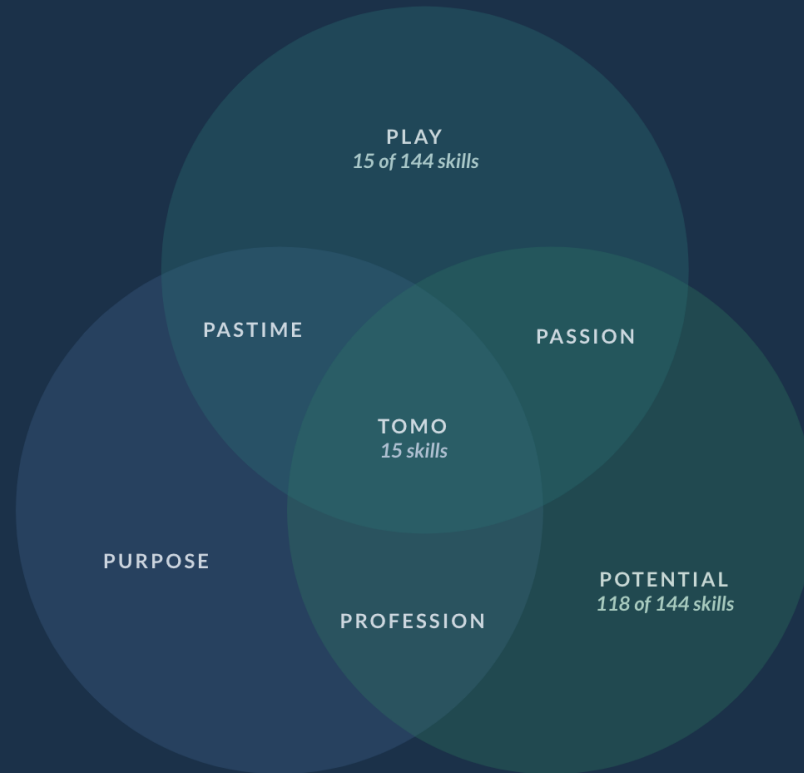 PLAY
15 of 144 skills
PASTIME
PASSION
TOMO
15 skills
PURPOSE
POTENTIAL
118 of 144 skills
PROFESSION